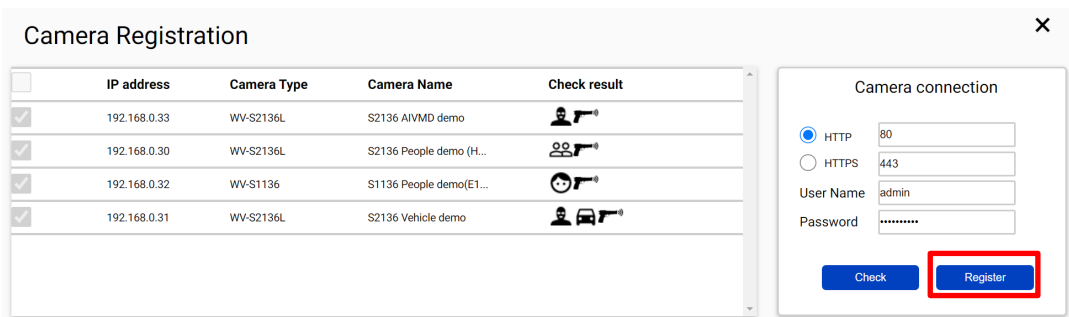 Camera Registration
IP address Camera Type Camera Name Check result
192.168.0.33 WV-S2136L S2136 AIVMD demo
192.168.0.30 WV-S2136L S2136 People demo (H...
192.168.0.32 WV-S1136 S1136 People demo(E1...
192.168.0.31 WV-S2136L S2136 Vehicle demo
Camera connection
HTTP 80
HTTPS 443
User Name admin
Password ••••••••••
Check Register